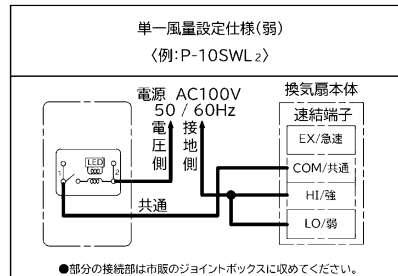 単一風量設定仕様(弱)
〈例:P-10SWL2〉
電源 AC100V
50 / 60Hz
電圧側
接地側
換気扇本体
速結端子
EX/急速
COM/共通
HI/強
LO/弱
LED
1
2
共通
●部分の接続部は市販のジョイントボックスに収めてください。